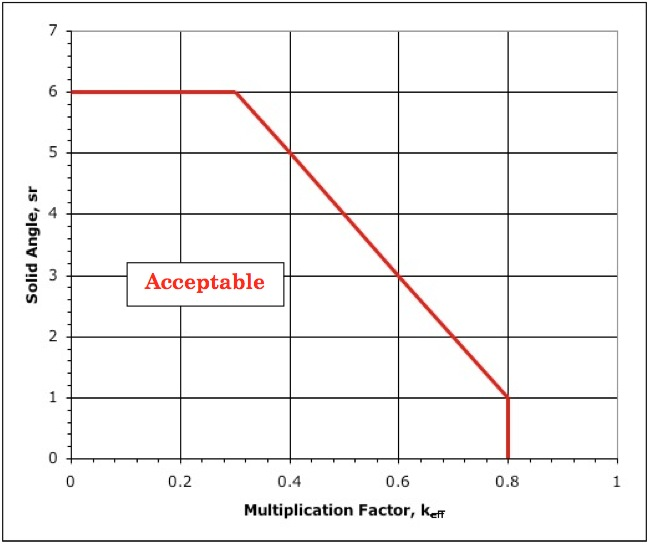 7
6
5
4
3
2
1
0
Solid Angle, sr
Acceptable
0 0.2 0.4 0.6 0.8 1
Multiplication Factor, keff